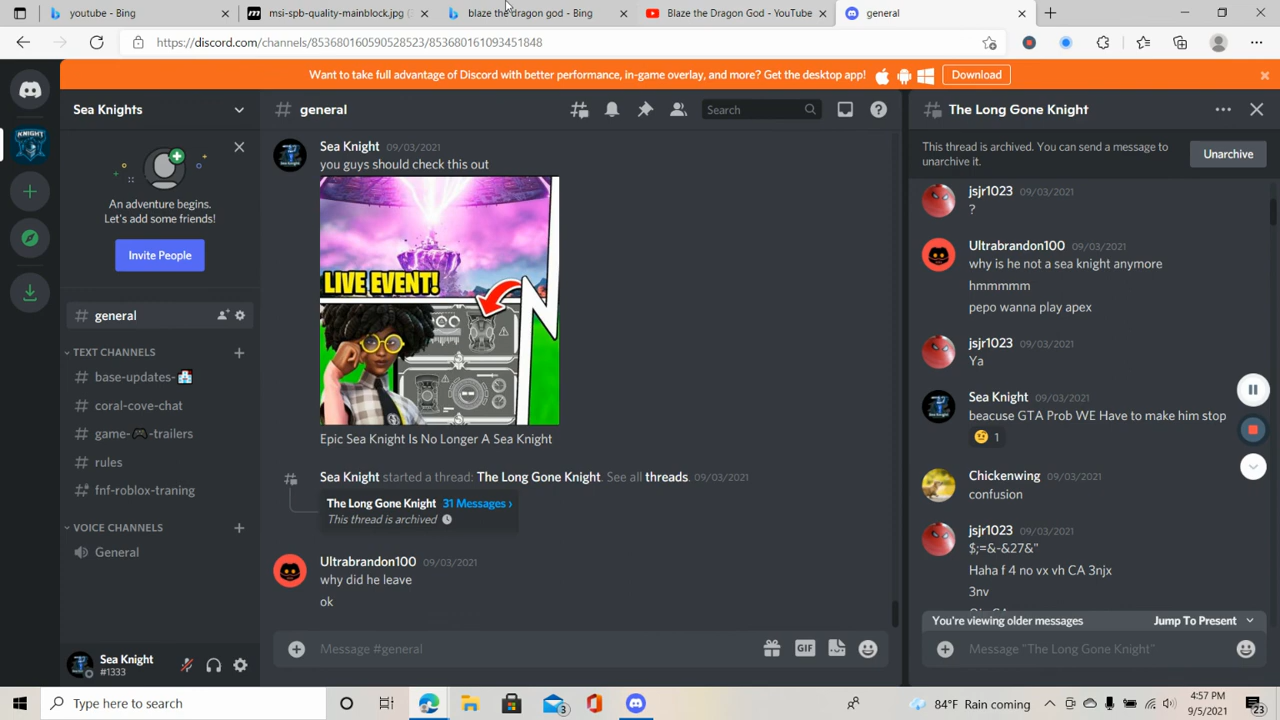 youtube - Bing
msi-spb-quality-mainblock.jpg (
blaze the dragon god - Bing
Blaze the Dragon God - YouTube
general
https://discord.com/channels/853680160590528523/853680161093451848
Want to take full advantage of Discord with better performance, in-game overlay, and more? Get the desktop app!
Download
Sea Knights
general
Search
The Long Gone Knight
KNIGHT
An adventure begins.
Let's add some friends!
Invite People
general
TEXT CHANNELS
base-updates-
coral-cove-chat
game-🎮-trailers
rules
fnf-roblox-traning
VOICE CHANNELS
General
Sea Knight
#1333
Sea Knight 09/03/2021
you guys should check this out
LIVE EVENT!
Epic Sea Knight Is No Longer A Sea Knight
Sea Knight started a thread: The Long Gone Knight. See all threads. 09/03/2021
The Long Gone Knight 31 Messages ›
This thread is archived
Ultrabrandon100 09/03/2021
why did he leave
ok
Message #general
GIF
This thread is archived. You can send a message to
unarchive it.
Unarchive
jsjr1023 09/03/2021
?
Ultrabrandon100 09/03/2021
why is he not a sea knight anymore
hmmmmm
pepo wanna play apex
jsjr1023 09/03/2021
Ya
Sea Knight 09/03/2021
beacuse GTA Prob WE Have to make him stop
1
Chickenwing 09/03/2021
confusion
jsjr1023 09/03/2021
$;=&-&27&"
Haha f 4 no vx vh CA 3njx
3nv
You're viewing older messages
Jump To Present
Message "The Long Gone Knight"
Type here to search
3
84°F Rain coming
4:57 PM
9/5/2021
23